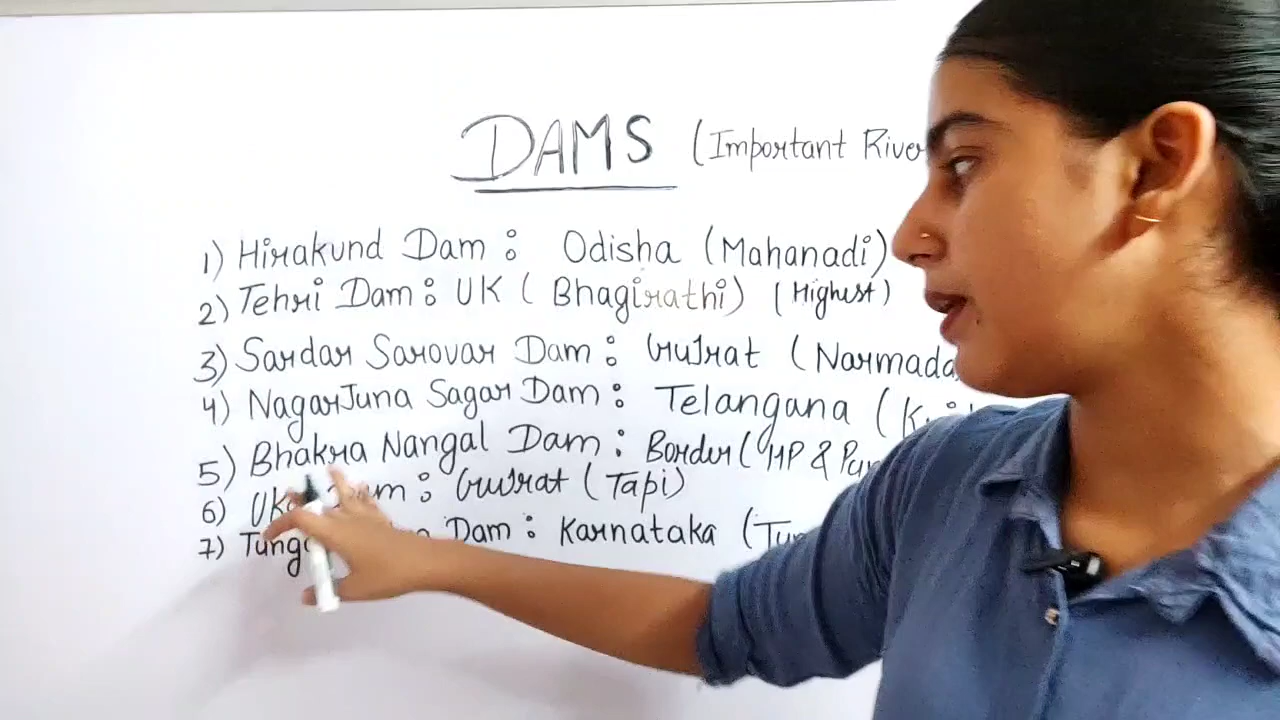 DAMS (Important River
1) Hirakund Dam : Odisha (Mahanadi)
2) Tehri Dam : UK (Bhagirathi) (Highest)
3) Sardar Sarovar Dam : Gujrat (Narmada
4) NagarJuna Sagar Dam : Telangana (
5) Bhakra Nangal Dam : Border (HP &
6) Dam : Gujrat (Tapi)
7) Dam : Karnataka (